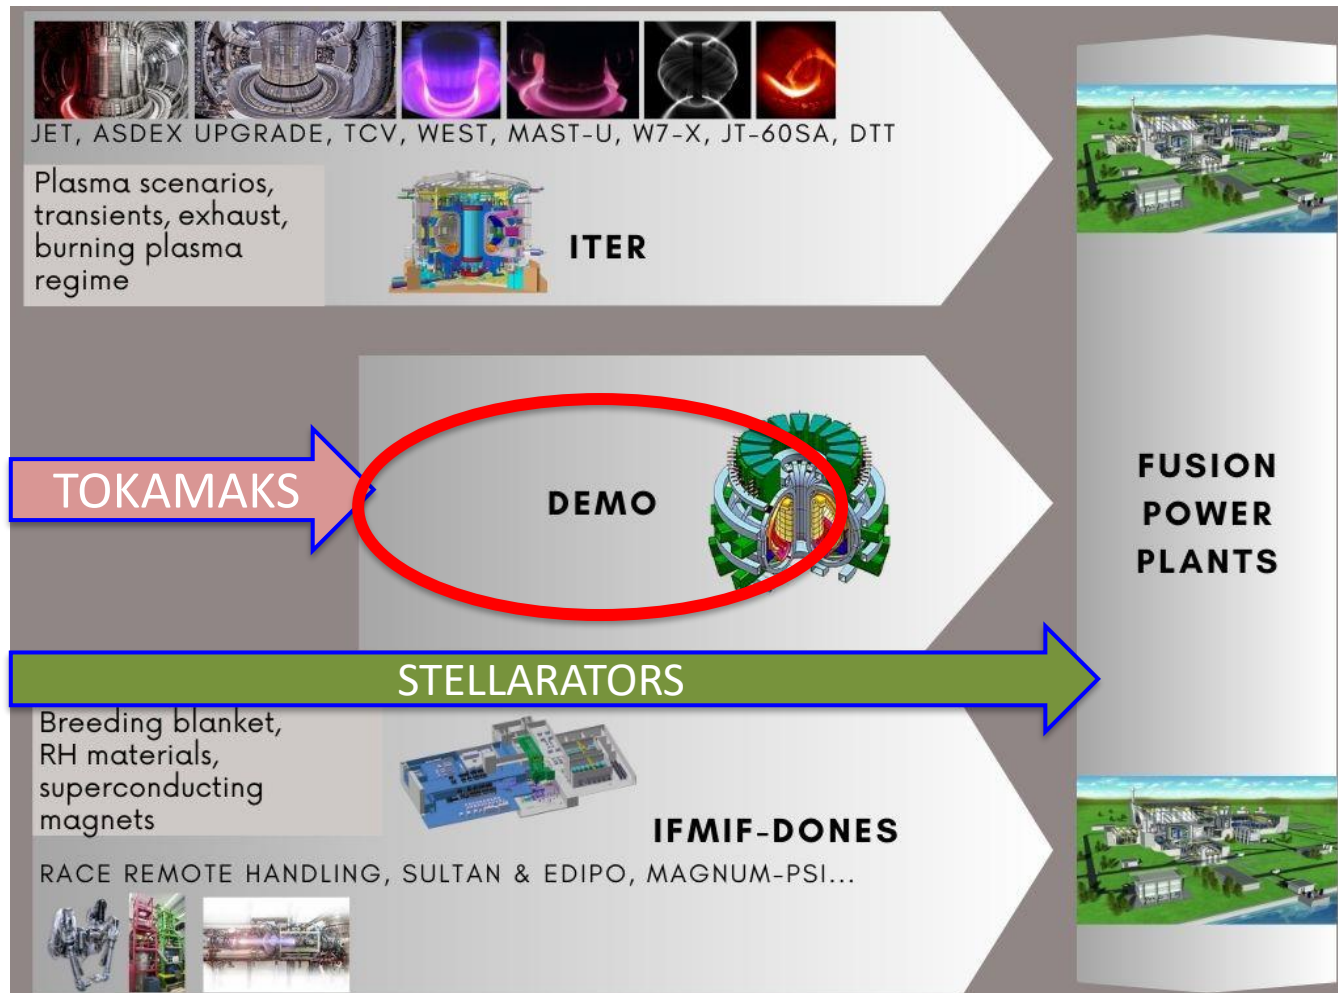 JET, ASDEX UPGRADE, TCV, WEST, MAST-U, W7-X, JT-60SA, DTT
Plasma scenarios,
transients, exhaust,
burning plasma
regime
ITER
TOKAMAKS
DEMO
FUSION
POWER
PLANTS
STELLARATORS
Breeding blanket,
RH materials,
superconducting
magnets
IFMIF-DONES
RACE REMOTE HANDLING, SULTAN & EDIPO, MAGNUM-PSI...